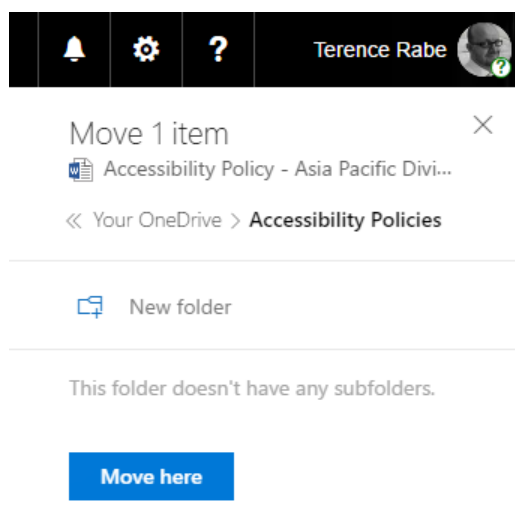 ? Terence Rabe ?
Move 1 item
Accessibility Policy - Asia Pacific Divi...
Your OneDrive > Accessibility Policies
New folder
This folder doesn't have any subfolders.
Move here